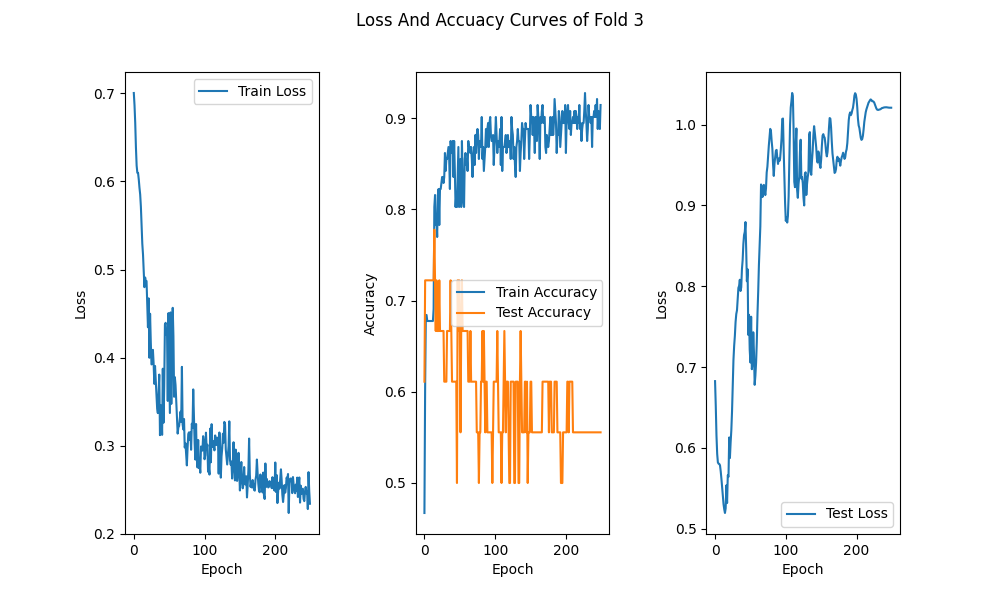 Loss And Accuacy Curves of Fold 3
Loss
0.7
0.6
0.5
0.4
0.3
0.2
0
100
200
Epoch
Train Loss
Accuracy
0.9
0.8
0.7
0.6
0.5
0
100
200
Epoch
Train Accuracy
Test Accuracy
Loss
1.0
0.9
0.8
0.7
0.6
0.5
0
100
200
Epoch
Test Loss